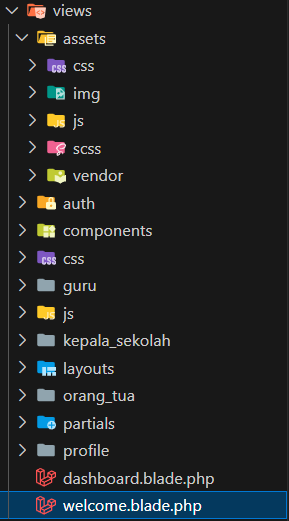 views
assets
css
img
js
scss
vendor
auth
components
css
guru
js
kepala_sekolah
layouts
orang_tua
partials
profile
dashboard.blade.php
welcome.blade.php